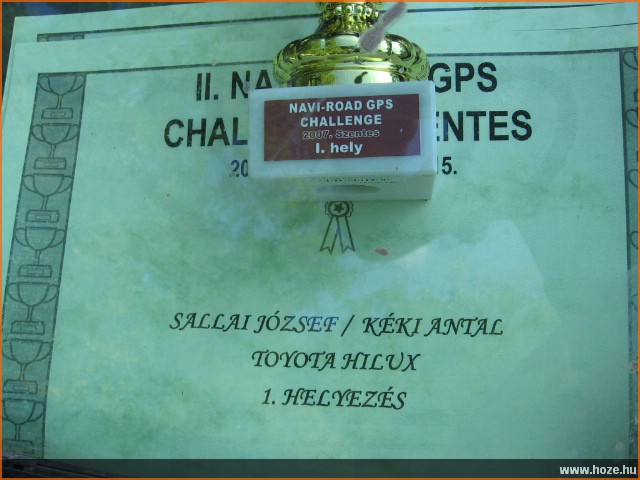 II. NA GPS
CHAL ENTES
20 15.
NAVI-ROAD GPS
CHALLENGE
2007. Szentes
I. hely
SALLAI JÓZSEF / KÉKI ANTAL
TOYOTA HILUX
1. HELYEZÉS
www.hoze.hu